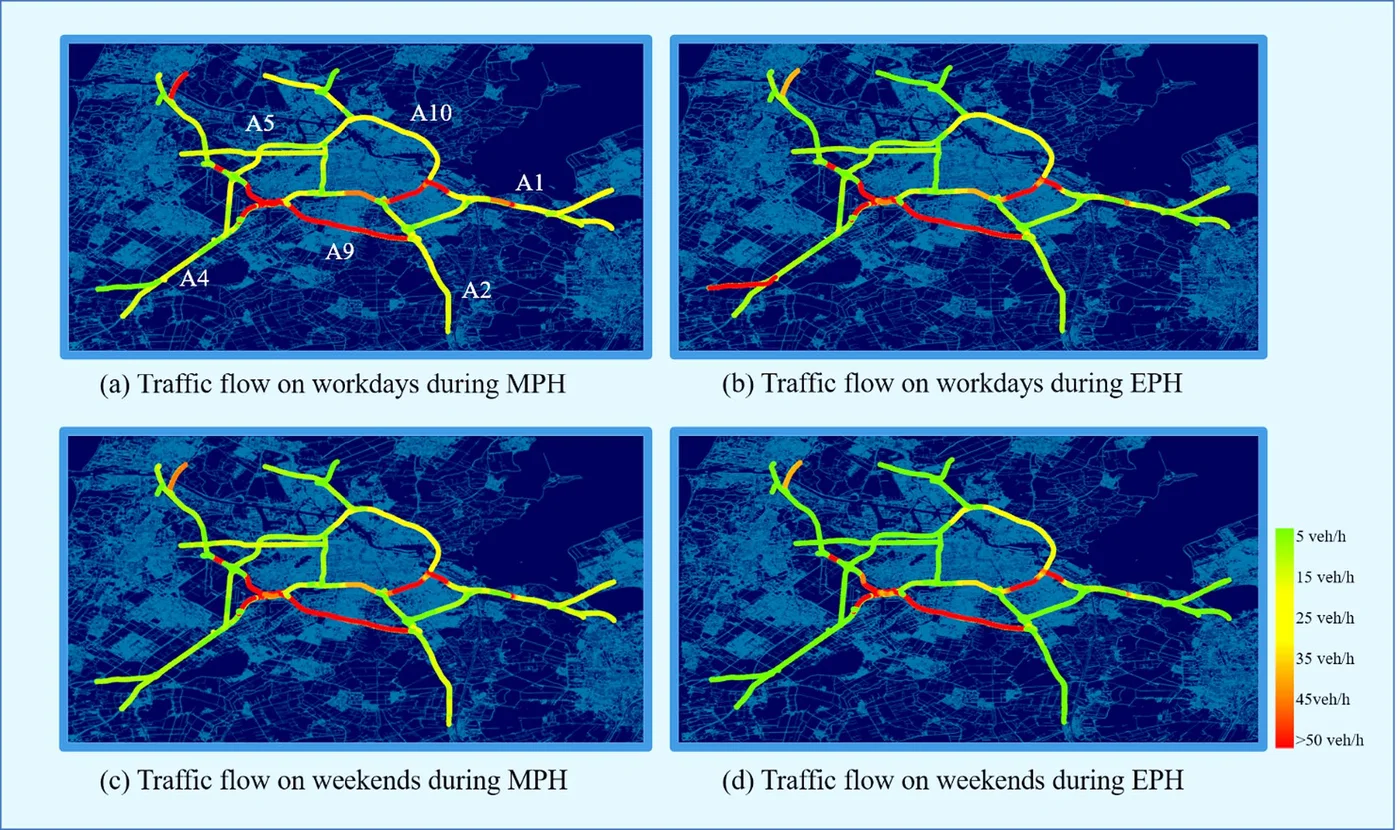 A5
A10
A1
A9
A4
A2
(a) Traffic flow on workdays during MPH
(b) Traffic flow on workdays during EPH
5 veh/h
15 veh/h
25 veh/h
35 veh/h
45veh/h
>50 veh/h
(c) Traffic flow on weekends during MPH
(d) Traffic flow on weekends during EPH